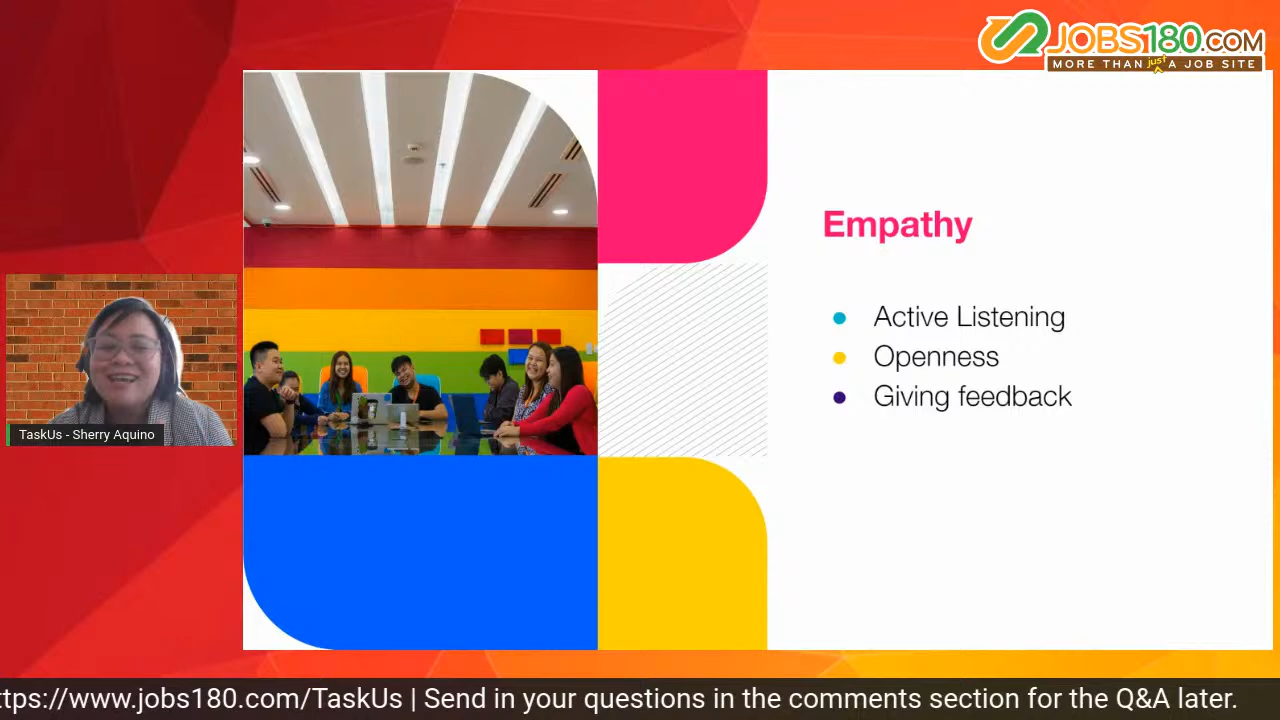 JOBS180.COM
MORE THAN just A JOB SITE
Empathy
Active Listening
Openness
Giving feedback
TaskUs - Sherry Aquino
ttps://www.jobs180.com/TaskUs | Send in your questions in the comments section for the Q&A later.